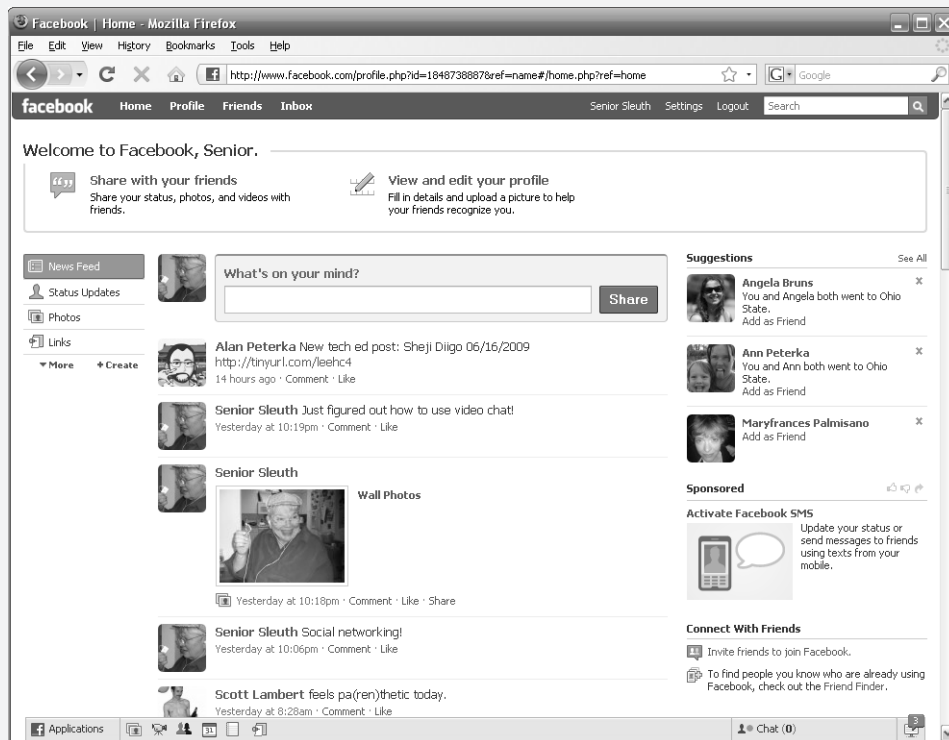 Facebook | Home - Mozilla Firefox
File Edit View History Bookmarks Tools Help
http://www.facebook.com/profile.php?id=1848738887&ref=name#/home.php?ref=home
G Google
facebook Home Profile Friends Inbox Senior Sleuth Settings Logout Search
Welcome to Facebook, Senior.
Share with your friends
Share your status, photos, and videos with
friends.
View and edit your profile
Fill in details and upload a picture to help
your friends recognize you.
News Feed
Status Updates
Photos
Links
More + Create
What's on your mind?
Share
Alan Peterka New tech ed post: Sheji Diigo 06/16/2009
http://tinyurl.com/leehc4
14 hours ago · Comment · Like
Senior Sleuth Just figured out how to use video chat!
Yesterday at 10:19pm · Comment · Like
Senior Sleuth
Wall Photos
Yesterday at 10:18pm · Comment · Like · Share
Senior Sleuth Social networking!
Yesterday at 10:06pm · Comment · Like
Scott Lambert feels pa(ren)thetic today.
Yesterday at 8:28am · Comment · Like
Suggestions See All
Angela Bruns
You and Angela both went to Ohio
State.
Add as Friend
Ann Peterka
You and Ann both went to Ohio
State.
Add as Friend
Maryfrances Palmisano
Add as Friend
Sponsored
Activate Facebook SMS
Update your status or
send messages to friends
using texts from your
mobile.
Connect With Friends
Invite friends to join Facebook.
To find people you know who are already using
Facebook, check out the Friend Finder.
Applications 31 Chat (0) 3